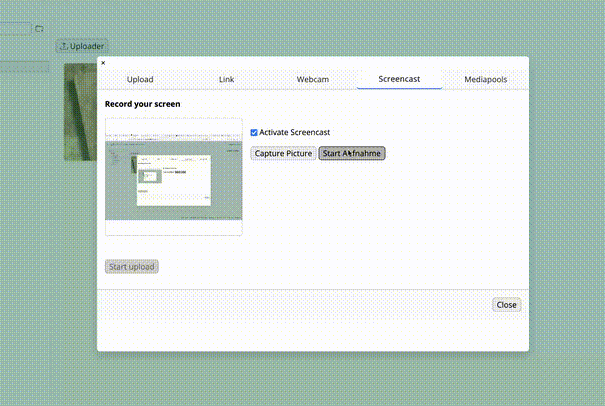 Uploader
×
Upload Link Webcam Screencast Mediapools
Record your screen
Activate Screencast
Capture Picture Start Aufnahme
Start upload
Close